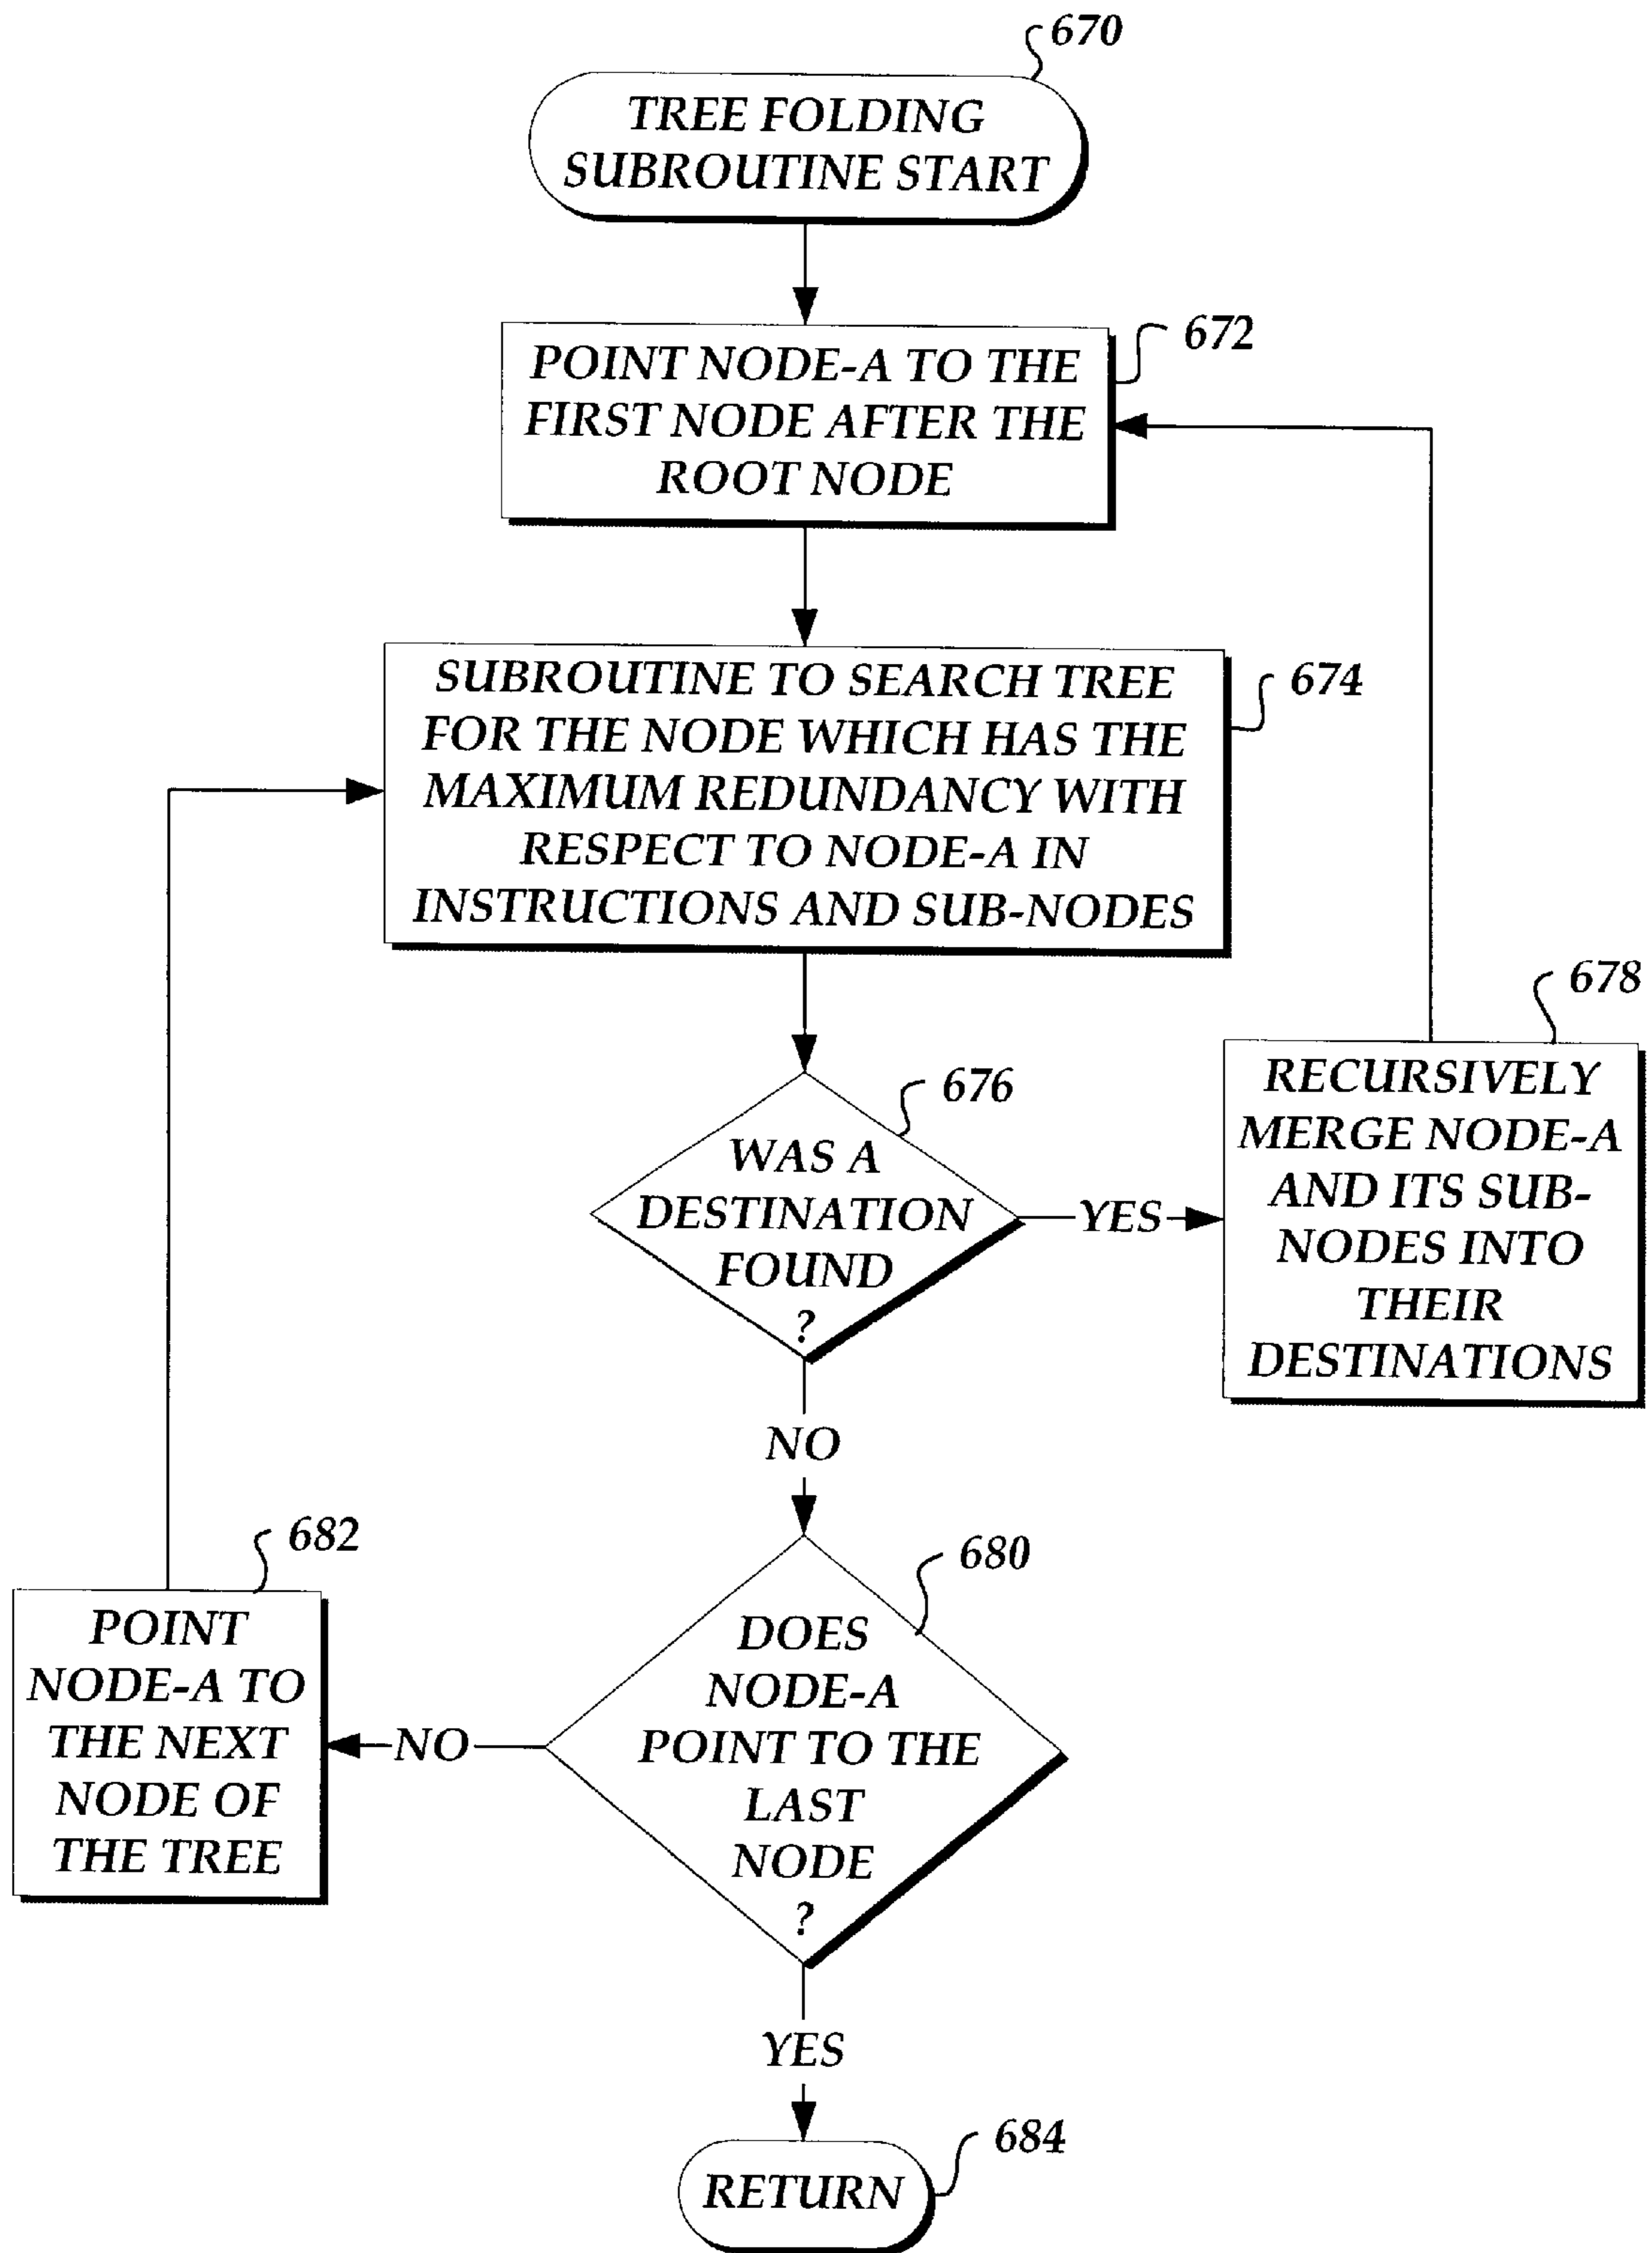 670
TREE FOLDING
SUBROUTINE START
672
POINT NODE-A TO THE
FIRST NODE AFTER THE
ROOT NODE
674
SUBROUTINE TO SEARCH TREE
FOR THE NODE WHICH HAS THE
MAXIMUM REDUNDANCY WITH
RESPECT TO NODE-A IN
INSTRUCTIONS AND SUB-NODES
676
WAS A
DESTINATION
FOUND
?
YES
678
RECURSIVELY
MERGE NODE-A
AND ITS SUB-
NODES INTO
THEIR
DESTINATIONS
NO
680
DOES
NODE-A
POINT TO THE
LAST
NODE
?
NO
682
POINT
NODE-A TO
THE NEXT
NODE OF
THE TREE
YES
684
RETURN